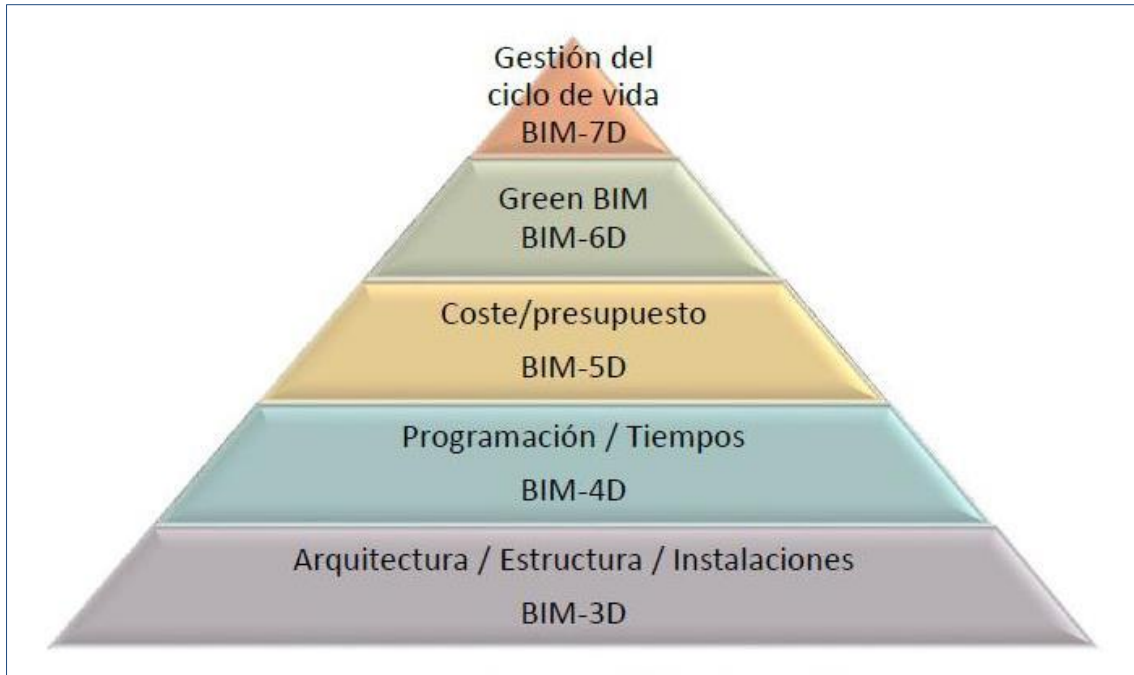 Gestión del
ciclo de vida
BIM-7D
Green BIM
BIM-6D
Coste/presupuesto
BIM-5D
Programación / Tiempos
BIM-4D
Arquitectura / Estructura / Instalaciones
BIM-3D